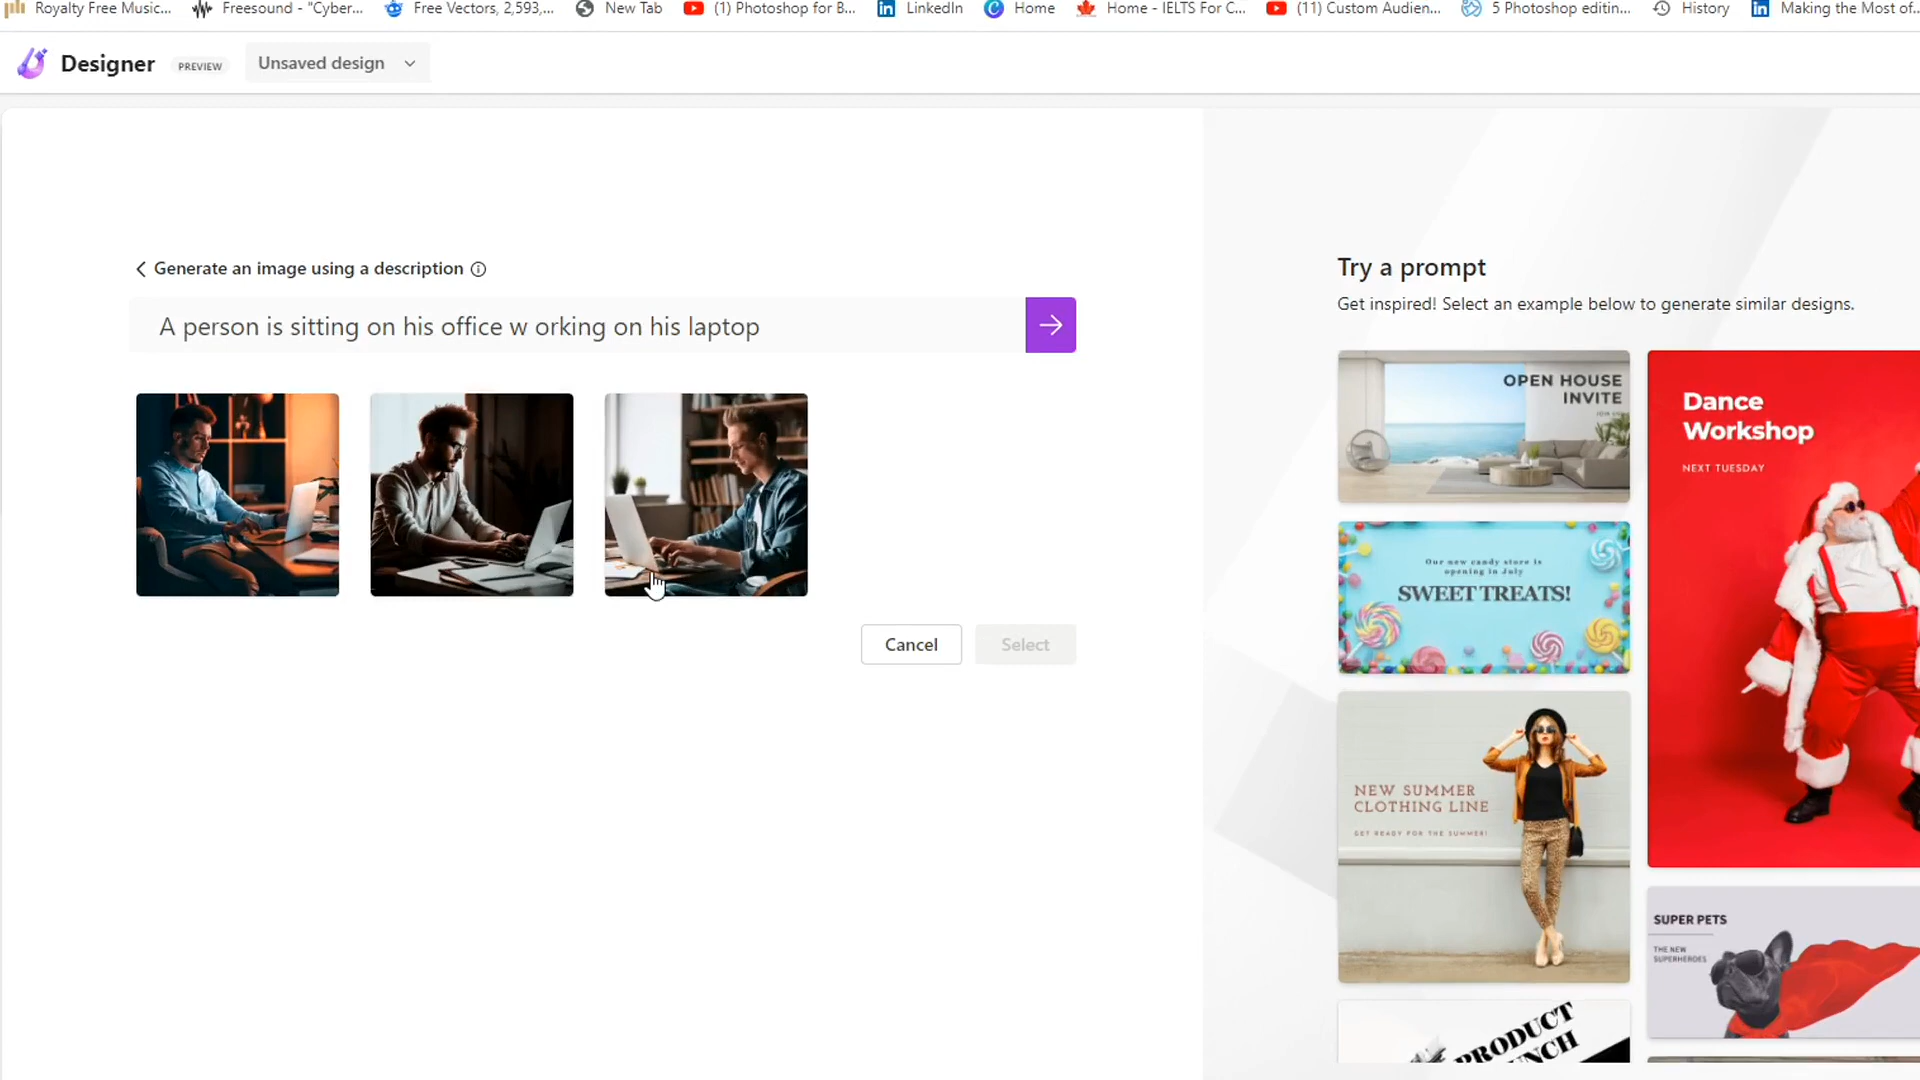 Royalty Free Music...
Freesound - "Cyber...
Free Vectors, 2,593,...
New Tab
(1) Photoshop for B...
LinkedIn
Home
Home - IELTS For C...
(11) Custom Audien...
5 Photoshop editin...
History
Making the Most of
Designer
PREVIEW
Unsaved design
Generate an image using a description
A person is sitting on his office w orking on his laptop
Cancel
Select
Try a prompt
Get inspired! Select an example below to generate similar designs.
OPEN HOUSE
INVITE
Our new candy store is
opening in July
SWEET TREATS!
NEW SUMMER
CLOTHING LINE
GET READY FOR THE SUMMER!
PRODUCT
Dance
Workshop
NEXT TUESDAY
SUPER PETS
THE NEW
SUPERHEROES